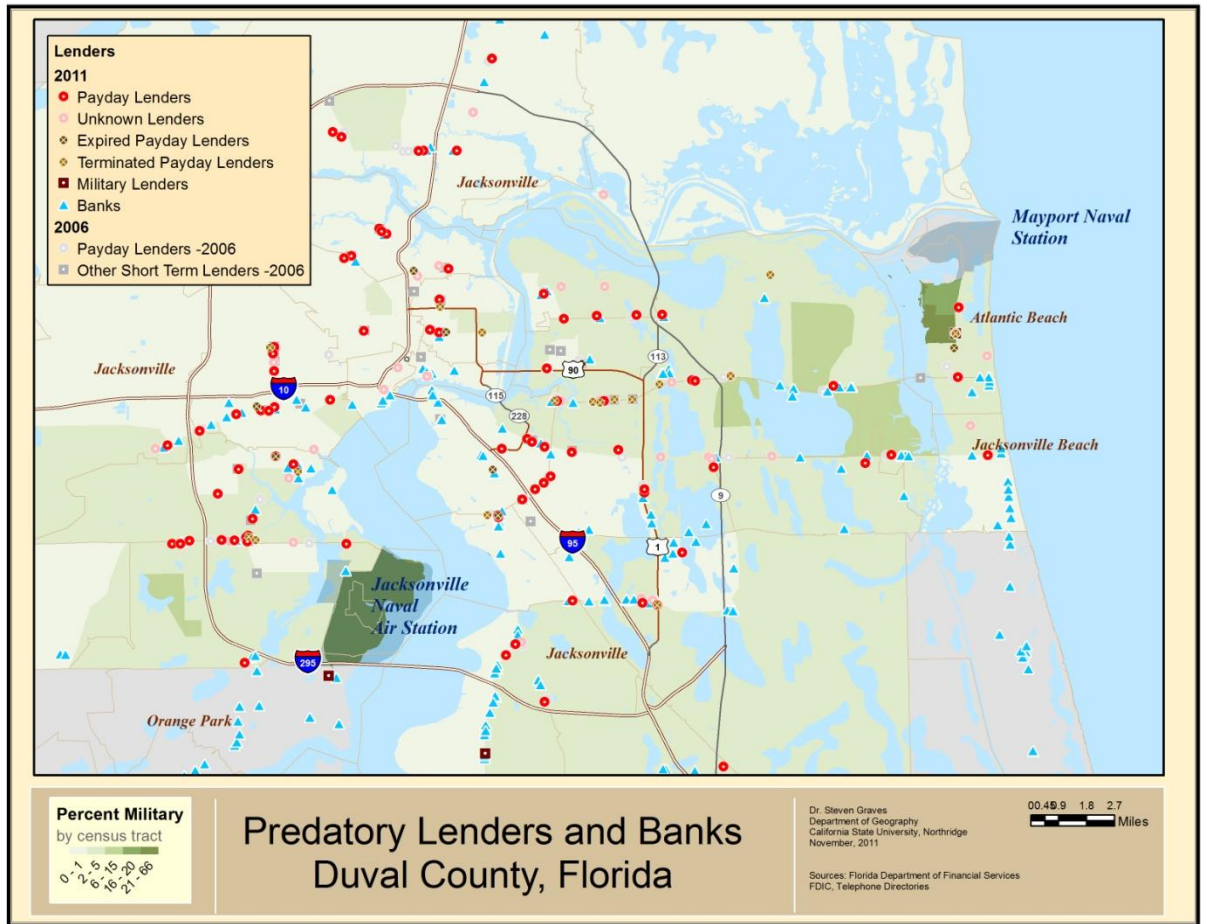 Lenders
2011
Payday Lenders
Unknown Lenders
Expired Payday Lenders
Terminated Payday Lenders
Military Lenders
Banks
2006
Payday Lenders -2006
Other Short Term Lenders -2006
Jacksonville
Mayport Naval
Station
Atlantic Beach
Jacksonville
10
90
113
115
228
Jacksonville Beach
9
95
1
Jacksonville
Naval
Air Station
Jacksonville
295
Orange Park
Percent Military
by census tract
0 - 1
2 - 5
6 - 15
16 - 20
21 - 66
Predatory Lenders and Banks
Duval County, Florida
Dr. Steven Graves
Department of Geography
California State University, Northridge
November, 2011
Sources: Florida Department of Financial Services
FDIC, Telephone Directories
00.450.9 1.8 2.7
Miles